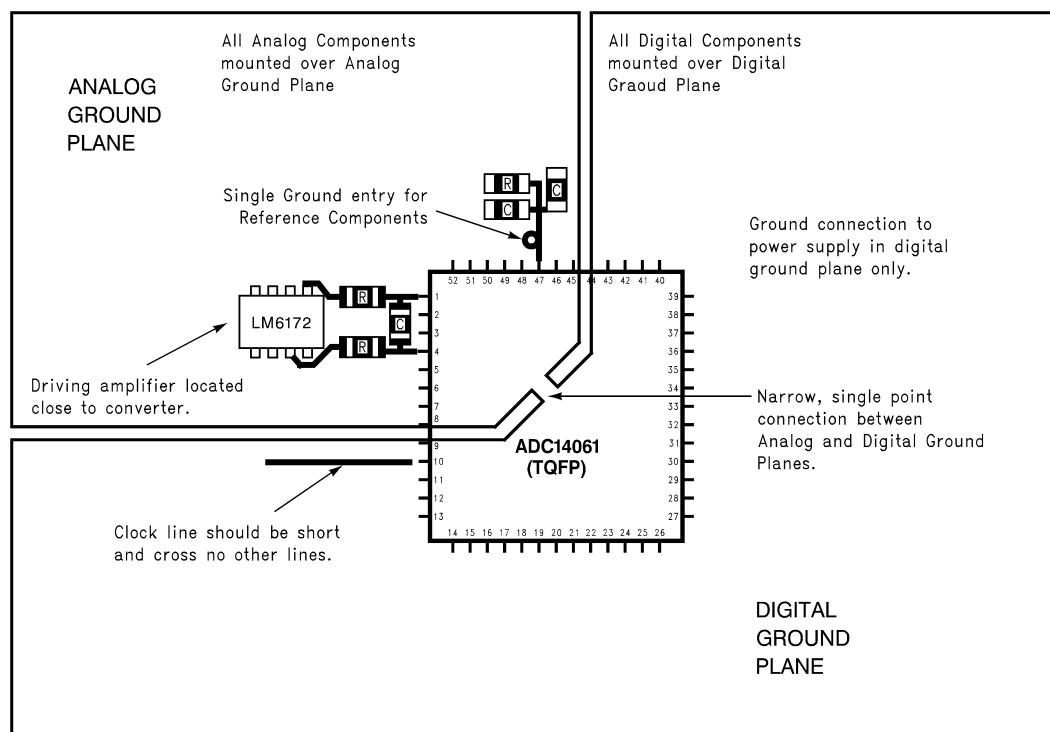 All Analog Components
mounted over Analog
Ground Plane
All Digital Components
mounted over Digital
Graoud Plane
ANALOG
GROUND
PLANE
Single Ground entry for
Reference Components
R
C
C
Ground connection to
power supply in digital
ground plane only.
52 51 50 49 48 47 46 45 44 43 42 41 40
LM6172
R
C
R
1
2
3
4
5
6
7
8
9
10
11
12
13
39
38
37
36
35
34
33
32
31
30
29
28
27
Driving amplifier located
close to converter.
Narrow, single point
connection between
Analog and Digital Ground
Planes.
ADC14061
(TQFP)
14 15 16 17 18 19 20 21 22 23 24 25 26
Clock line should be short
and cross no other lines.
DIGITAL
GROUND
PLANE